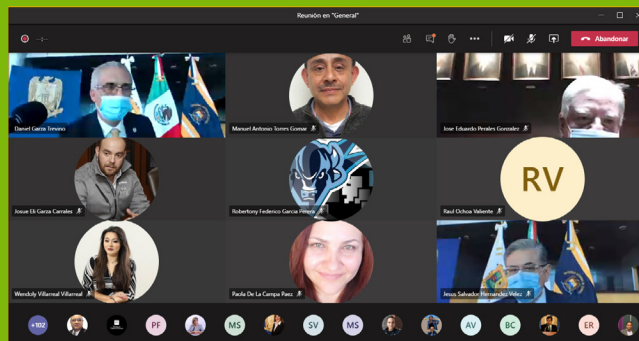 Reunión en "General"
Abandonar
Daniel Garza Trevino
Manuel Antonio Torres Gomar
Jose Eduardo Perales Gonzalez
Josue Eli Garza Carrales
Robertony Federico Garcia Perera
RV
Raul Ochoa Valiente
Wendoly Villarreal Villarreal
Paola De La Campa Paez
Jesus Salvador Hernandez Velez
+102
PF
MS
SV
MS
AV
BC
ER